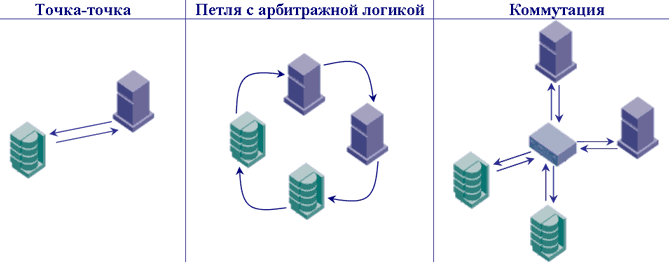 Точка-точка
Петля с арбитражной логикой
Коммутация